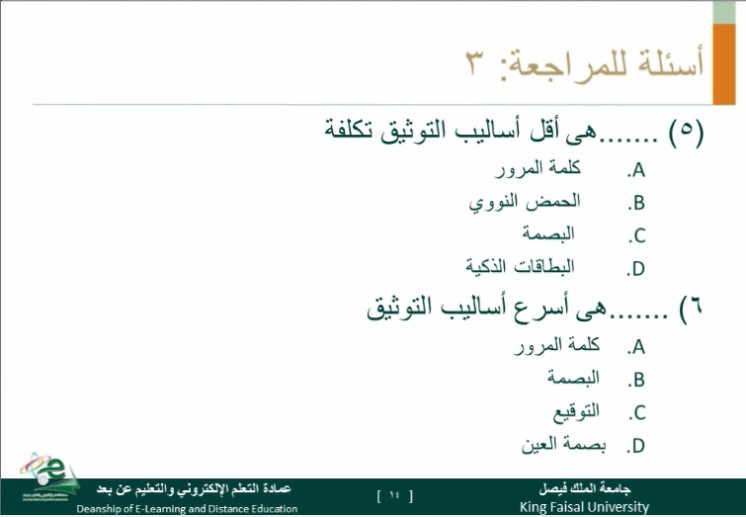 أسئلة للمراجعة: ٣
(٥) .......هى أقل أساليب التوثيق تكلفة
A. كلمة المرور
B. الحمض النووي
C. البصمة
D. البطاقات الذكية
٦) .......هى أسرع أساليب التوثيق
A. كلمة المرور
B. البصمة
C. التوقيع
D. بصمة العين
جامعة الملك فيصل
King Faisal University
[ ١٤ ]
عمادة التعلم الإلكتروني والتعليم عن بعد
Deanship of E-Learning and Distance Education